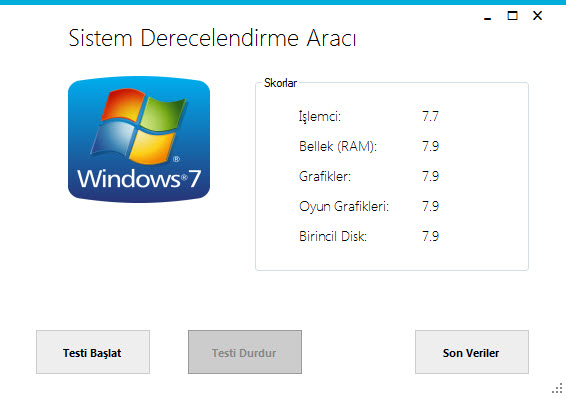 Sistem Derecelendirme Aracı
Windows® 7
Skorlar
İşlemci: 7.7
Bellek (RAM): 7.9
Grafikler: 7.9
Oyun Grafikleri: 7.9
Birincil Disk: 7.9
Testi Başlat
Testi Durdur
Son Veriler